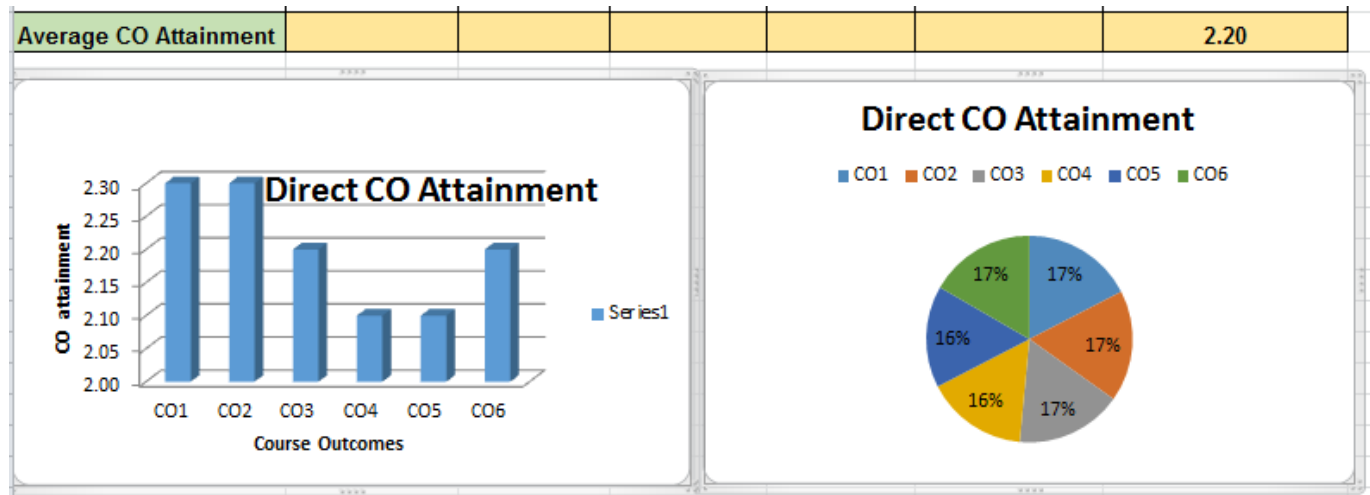 Average CO Attainment 2.20
Direct CO Attainment
2.30
2.25
2.20
2.15
2.10
2.05
2.00
CO attainment
CO1 CO2 CO3 CO4 CO5 CO6
Course Outcomes
Series1
Direct CO Attainment
CO1 CO2 CO3 CO4 CO5 CO6
17% 17%
16% 17%
16% 17%